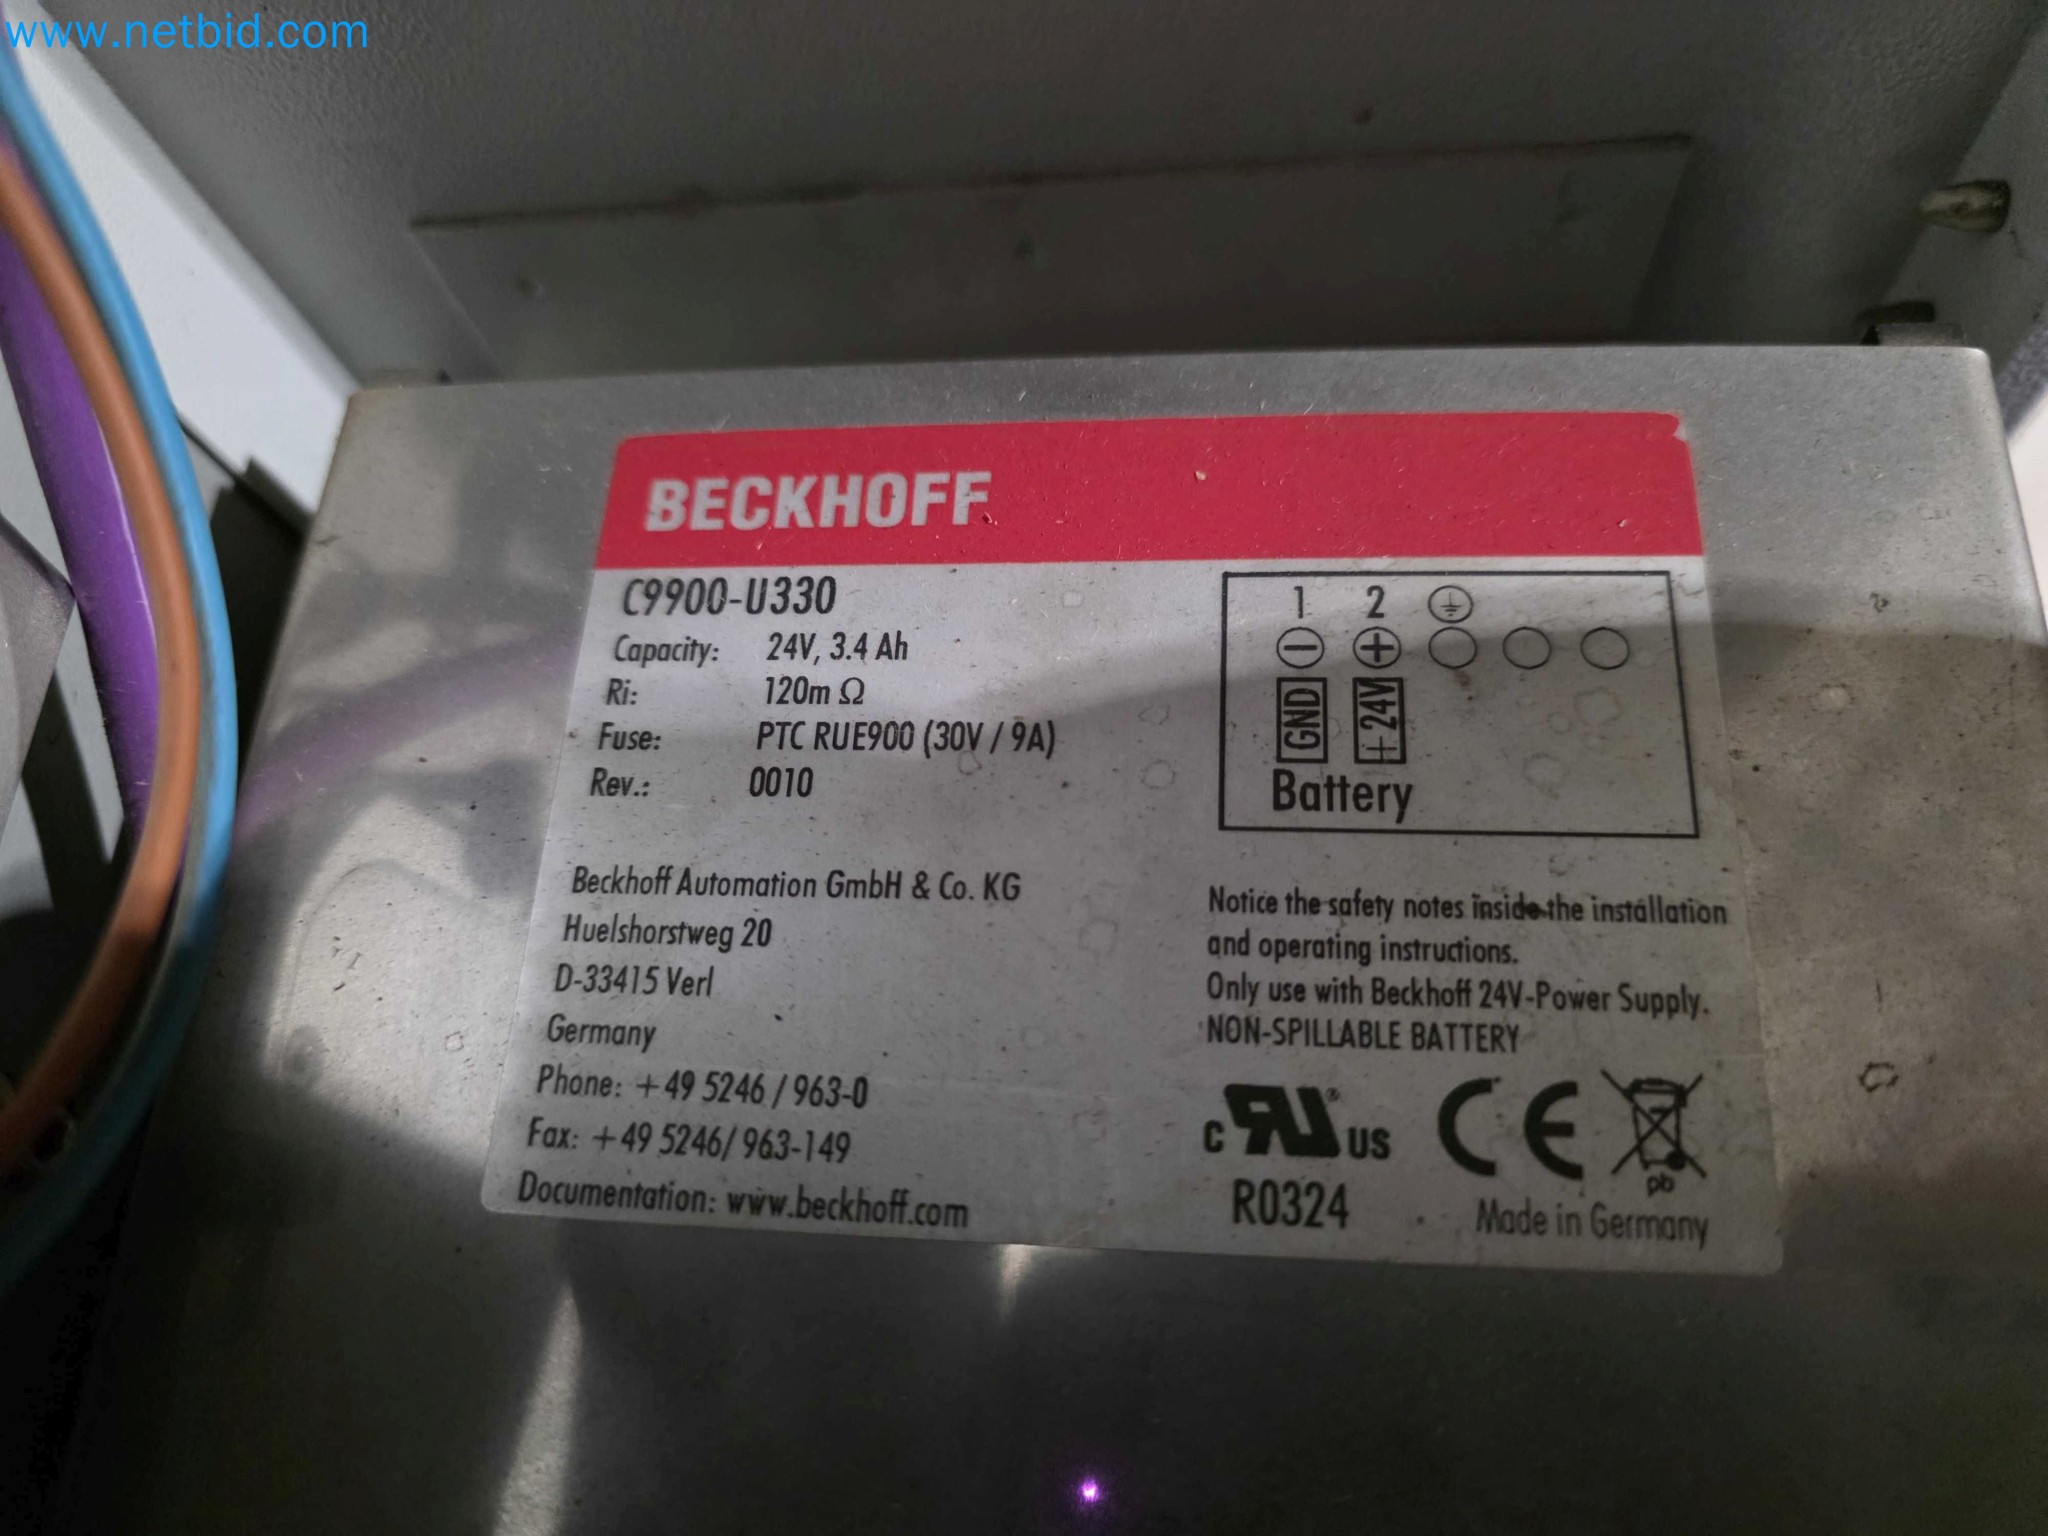 www.netbid.com
BECKHOFF
C9900-U330
Capacity: 24V, 3.4 Ah
Ri: 120m Ω
Fuse: PTC RUE900 (30V / 9A)
Rev.: 0010
1 2
GND +24V
Battery
Beckhoff Automation GmbH & Co. KG
Huelshorstweg 20
D-33415 Verl
Germany
Phone: +49 5246 / 963-0
Fax: +49 5246/ 963-149
Documentation: www.beckhoff.com
Notice the safety notes inside the installation
and operating instructions.
Only use with Beckhoff 24V-Power Supply.
NON-SPILLABLE BATTERY
c RU® US CE
Pb
R0324
Made in Germany